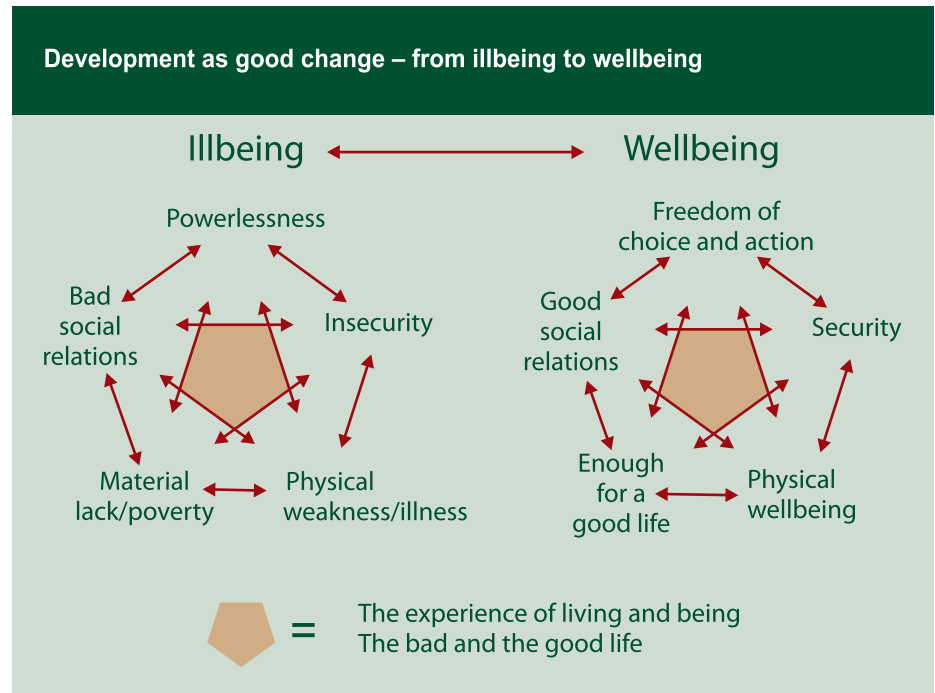 Development as good change – from illbeing to wellbeing
Illbeing
Wellbeing
Powerlessness
Bad
social
relations
Insecurity
Material
lack/poverty
Physical
weakness/illness
Freedom of
choice and action
Good
social
relations
Security
Enough
for a
good life
Physical
wellbeing
=
The experience of living and being
The bad and the good life